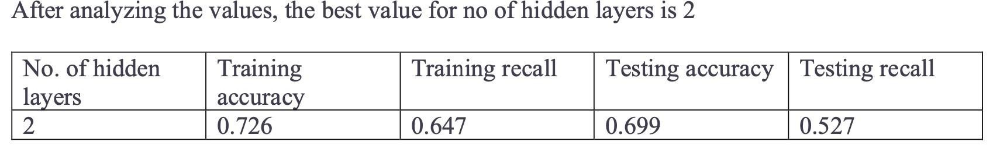 After analyzing the values, the best value for no of hidden layers is 2
No. of hidden layers Training accuracy Training recall Testing accuracy Testing recall
2 0.726 0.647 0.699 0.527